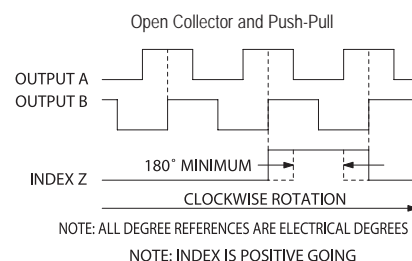 Open Collector and Push-Pull
OUTPUT A
OUTPUT B
180° MINIMUM
INDEX Z
CLOCKWISE ROTATION
NOTE: ALL DEGREE REFERENCES ARE ELECTRICAL DEGREES
NOTE: INDEX IS POSITIVE GOING